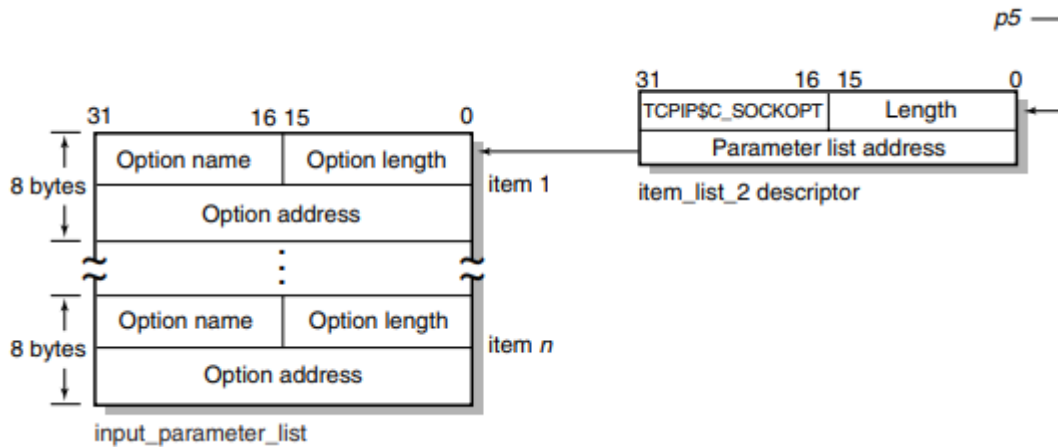 p5
31 16 15 0
TCPIP$C_SOCKOPT Length
Parameter list address
item_list_2 descriptor
31 16 15 0
8 bytes Option name Option length item 1
Option address
8 bytes Option name Option length item n
Option address
input_parameter_list